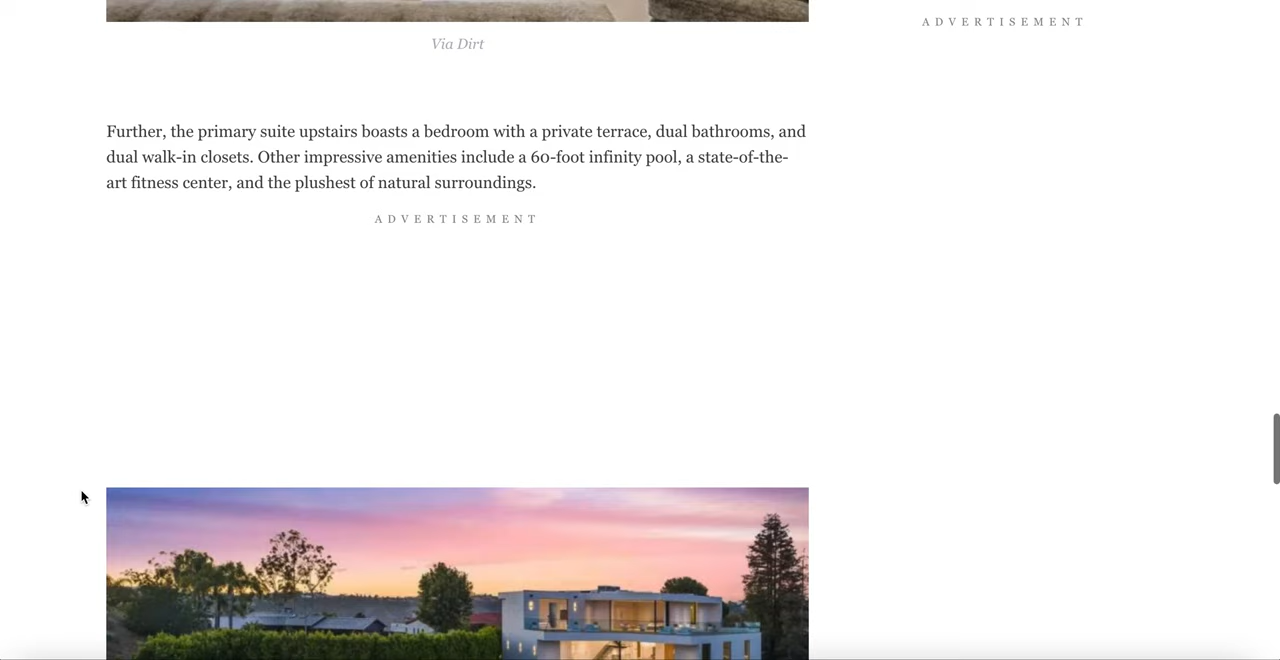 ADVERTISEMENT
Via Dirt
Further, the primary suite upstairs boasts a bedroom with a private terrace, dual bathrooms, and
dual walk-in closets. Other impressive amenities include a 60-foot infinity pool, a state-of-the-
art fitness center, and the plushest of natural surroundings.
ADVERTISEMENT